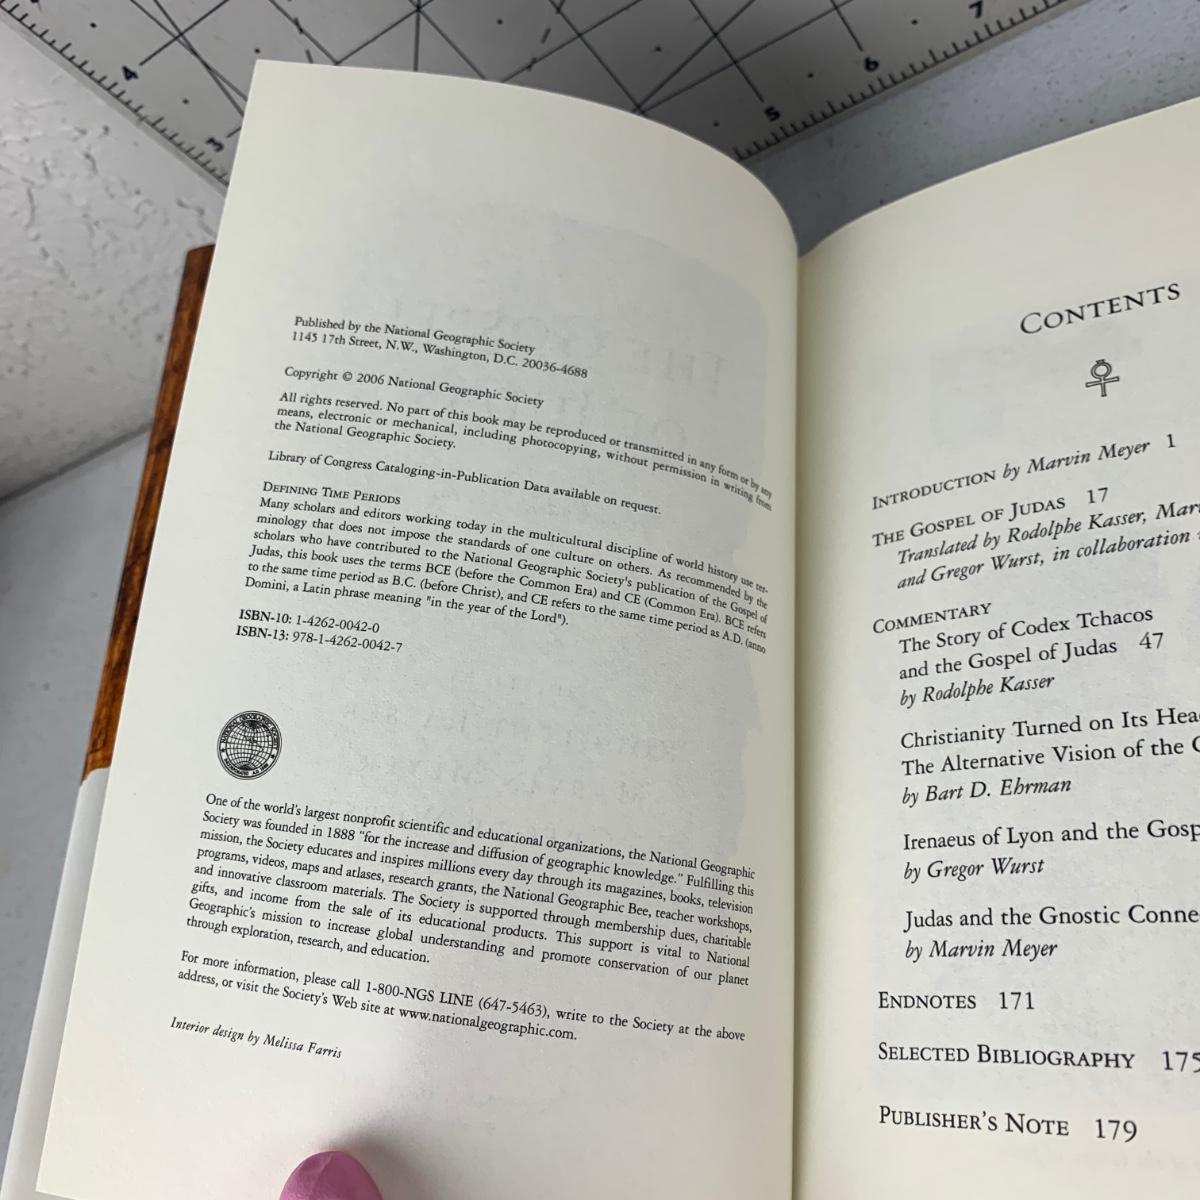 4
3
7
6
5
Published by the National Geographic Society
1145 17th Street, N.W., Washington, D.C. 20036-4688
Copyright © 2006 National Geographic Society
All rights reserved. No part of this book may be reproduced or transmitted in any form or by any
means, electronic or mechanical, including photocopying, without permission in writing from
the National Geographic Society.
Library of Congress Cataloging-in-Publication Data available on request.
DEFINING TIME PERIODS
Many scholars and editors working today in the multicultural discipline of world history use ter-
minology that does not impose the standards of one culture on others. As recommended by the
scholars who have contributed to the National Geographic Society's publication of the Gospel of
Judas, this book uses the terms BCE (before the Common Era) and CE (Common Era). BCE refers
to the same time period as B.C. (before Christ), and CE refers to the same time period as A.D. (anno
Domini, a Latin phrase meaning "in the year of the Lord").
ISBN-10: 1-4262-0042-0
ISBN-13: 978-1-4262-0042-7
NATIONAL GEOGRAPHIC SOCIETY
One of the world's largest nonprofit scientific and educational organizations, the National Geographic
Society was founded in 1888 "for the increase and diffusion of geographic knowledge." Fulfilling this
mission, the Society educates and inspires millions every day through its magazines, books, television
programs, videos, maps and atlases, research grants, the National Geographic Bee, teacher workshops,
and innovative classroom materials. The Society is supported through membership dues, charitable
gifts, and income from the sale of its educational products. This support is vital to National
Geographic's mission to increase global understanding and promote conservation of our planet
through exploration, research, and education.
For more information, please call 1-800-NGS LINE (647-5463), write to the Society at the above
address, or visit the Society's Web site at www.nationalgeographic.com.
Interior design by Melissa Farris
CONTENTS
INTRODUCTION by Marvin Meyer 1
THE GOSPEL OF JUDAS 17
Translated by Rodolphe Kasser, Mar
and Gregor Wurst, in collaboration
COMMENTARY
The Story of Codex Tchacos
and the Gospel of Judas 47
by Rodolphe Kasser
Christianity Turned on Its Hea
The Alternative Vision of the
by Bart D. Ehrman
Irenaeus of Lyon and the Gosp
by Gregor Wurst
Judas and the Gnostic Conne
by Marvin Meyer
ENDNOTES 171
SELECTED BIBLIOGRAPHY 175
PUBLISHER'S NOTE 179